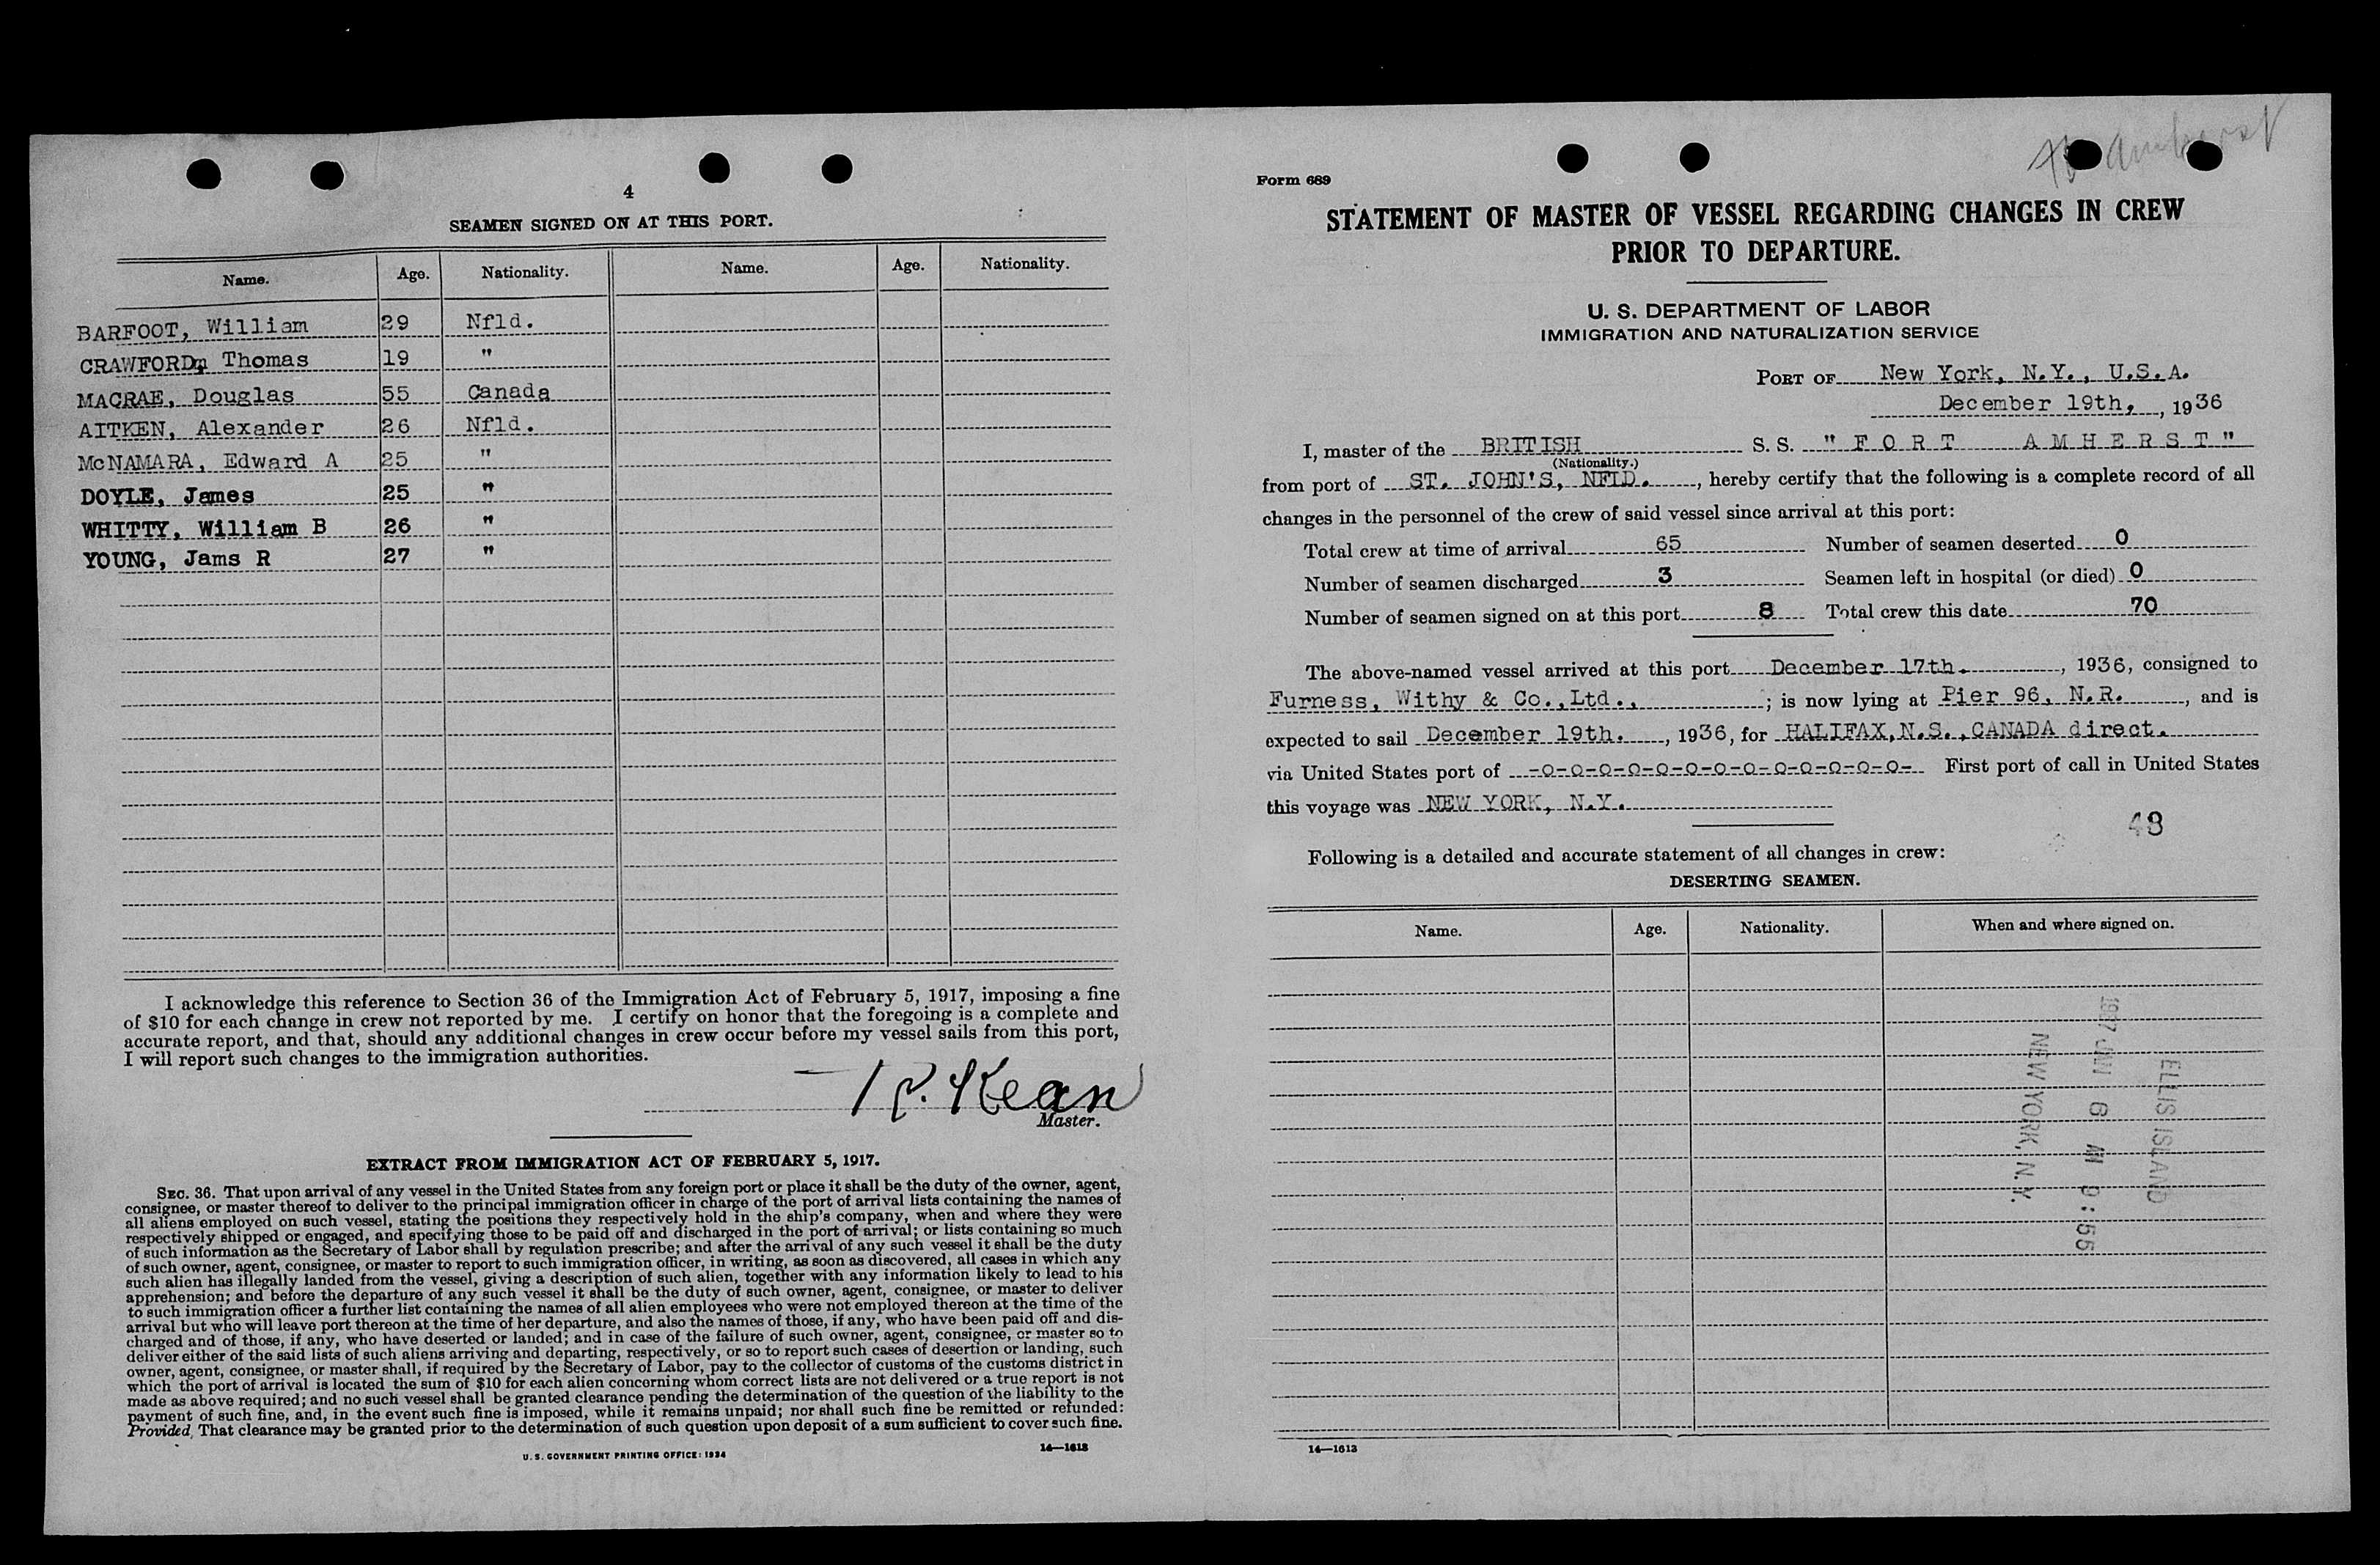 4
SEAMEN SIGNED ON AT THIS PORT.
Name. Age. Nationality. Name. Age. Nationality.
BARFOOT, William 29 Nfld.
CRAWFORD, Thomas 19 "
MACRAE, Douglas 55 Canada
AITKEN, Alexander 26 Nfld.
McNAMARA, Edward A 25 "
DOYLE, James 25 "
WHITTY, William B 26 "
YOUNG, Jams R 27 "
I acknowledge this reference to Section 36 of the Immigration Act of February 5, 1917, imposing a fine
of $10 for each change in crew not reported by me. I certify on honor that the foregoing is a complete and
accurate report, and that, should any additional changes in crew occur before my vessel sails from this port,
I will report such changes to the immigration authorities.
Kean
Master.
EXTRACT FROM IMMIGRATION ACT OF FEBRUARY 5, 1917.
SEC. 36. That upon arrival of any vessel in the United States from any foreign port or place it shall be the duty of the owner, agent,
consignee, or master thereof to deliver to the principal immigration officer in charge of the port of arrival lists containing the names of
all aliens employed on such vessel, stating the positions they respectively hold in the ship's company, when and where they were
respectively shipped or engaged, and specifying those to be paid off and discharged in the port of arrival; or lists containing so much
of such information as the Secretary of Labor shall by regulation prescribe; and after the arrival of any such vessel it shall be the duty
of such owner, agent, consignee, or master to report to such immigration officer, in writing, as soon as discovered, all cases in which any
such alien has illegally landed from the vessel, giving a description of such alien, together with any information likely to lead to his
apprehension; and before the departure of any such vessel it shall be the duty of such owner, agent, consignee, or master to deliver
to such immigration officer a further list containing the names of all alien employees who were not employed thereon at the time of the
arrival but who will leave port thereon at the time of her departure, and also the names of those, if any, who have been paid off and dis-
charged and of those, if any, who have deserted or landed; and in case of the failure of such owner, agent, consignee, or master so to
deliver either of the said lists of such aliens arriving and departing, respectively, or so to report such cases of desertion or landing, such
owner, agent, consignee, or master shall, if required by the Secretary of Labor, pay to the collector of customs of the customs district in
which the port of arrival is located the sum of $10 for each alien concerning whom correct lists are not delivered or a true report is not
made as above required; and no such vessel shall be granted clearance pending the determination of the question of the liability to the
payment of such fine, and, in the event such fine is imposed, while it remains unpaid; nor shall such fine be remitted or refunded:
Provided, That clearance may be granted prior to the determination of such question upon deposit of a sum sufficient to cover such fine.
U. S. GOVERNMENT PRINTING OFFICE: 1934 14—1613
Amherst
Form 689
STATEMENT OF MASTER OF VESSEL REGARDING CHANGES IN CREW
PRIOR TO DEPARTURE.
U. S. DEPARTMENT OF LABOR
IMMIGRATION AND NATURALIZATION SERVICE
PORT OF New York, N.Y., U.S.A.
December 19th, , 1936
I, master of the BRITISH S. S. "F O R T A M H E R S T"
(Nationality.)
from port of ST. JOHN'S, NFLD. , hereby certify that the following is a complete record of all
changes in the personnel of the crew of said vessel since arrival at this port:
Total crew at time of arrival 65 Number of seamen deserted 0
Number of seamen discharged 3 Seamen left in hospital (or died) 0
Number of seamen signed on at this port 8 Total crew this date 70
The above-named vessel arrived at this port December 17th. , 1936, consigned to
Furness, Withy & Co.,Ltd., ; is now lying at Pier 96, N.R. , and is
expected to sail December 19th. , 1936, for HALIFAX,N.S.,CANADA direct.
via United States port of -0-0-0-0-0-0-0-0-0-0-0-0-0- First port of call in United States
this voyage was NEW YORK, N.Y.
48
Following is a detailed and accurate statement of all changes in crew:
DESERTING SEAMEN.
Name. Age. Nationality. When and where signed on.
ELLIS ISLAND
1937 JAN 6 AM 9:55
NEW YORK, N.Y.
14—1613